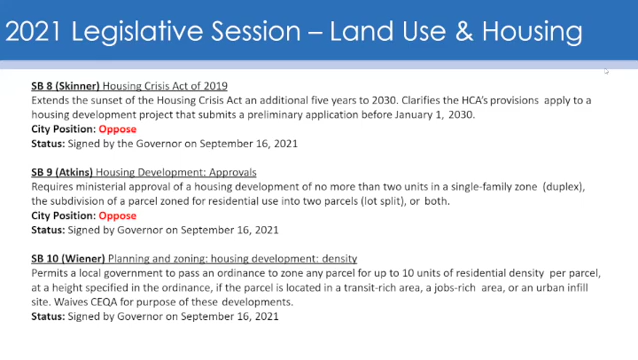 2021 Legislative Session – Land Use & Housing
SB 8 (Skinner) Housing Crisis Act of 2019
Extends the sunset of the Housing Crisis Act an additional five years to 2030. Clarifies the HCA's provisions apply to a
housing development project that submits a preliminary application before January 1, 2030.
City Position: Oppose
Status: Signed by the Governor on September 16, 2021
SB 9 (Atkins) Housing Development: Approvals
Requires ministerial approval of a housing development of no more than two units in a single-family zone (duplex),
the subdivision of a parcel zoned for residential use into two parcels (lot split), or both.
City Position: Oppose
Status: Signed by Governor on September 16, 2021
SB 10 (Wiener) Planning and zoning: housing development: density
Permits a local government to pass an ordinance to zone any parcel for up to 10 units of residential density per parcel,
at a height specified in the ordinance, if the parcel is located in a transit-rich area, a jobs-rich area, or an urban infill
site. Waives CEQA for purpose of these developments.
Status: Signed by Governor on September 16, 2021